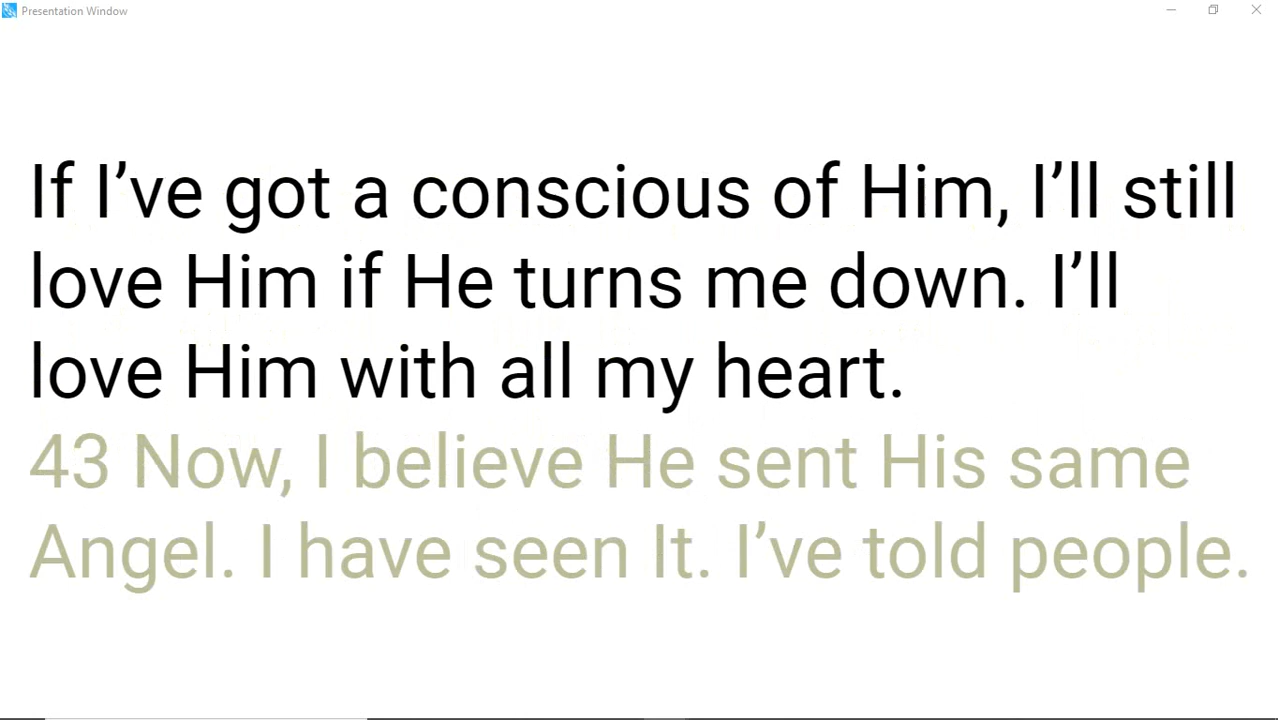 Presentation Window
If I’ve got a conscious of Him, I’ll still
love Him if He turns me down. I’ll
love Him with all my heart.
43 Now, I believe He sent His same
Angel. I have seen It. I’ve told people.